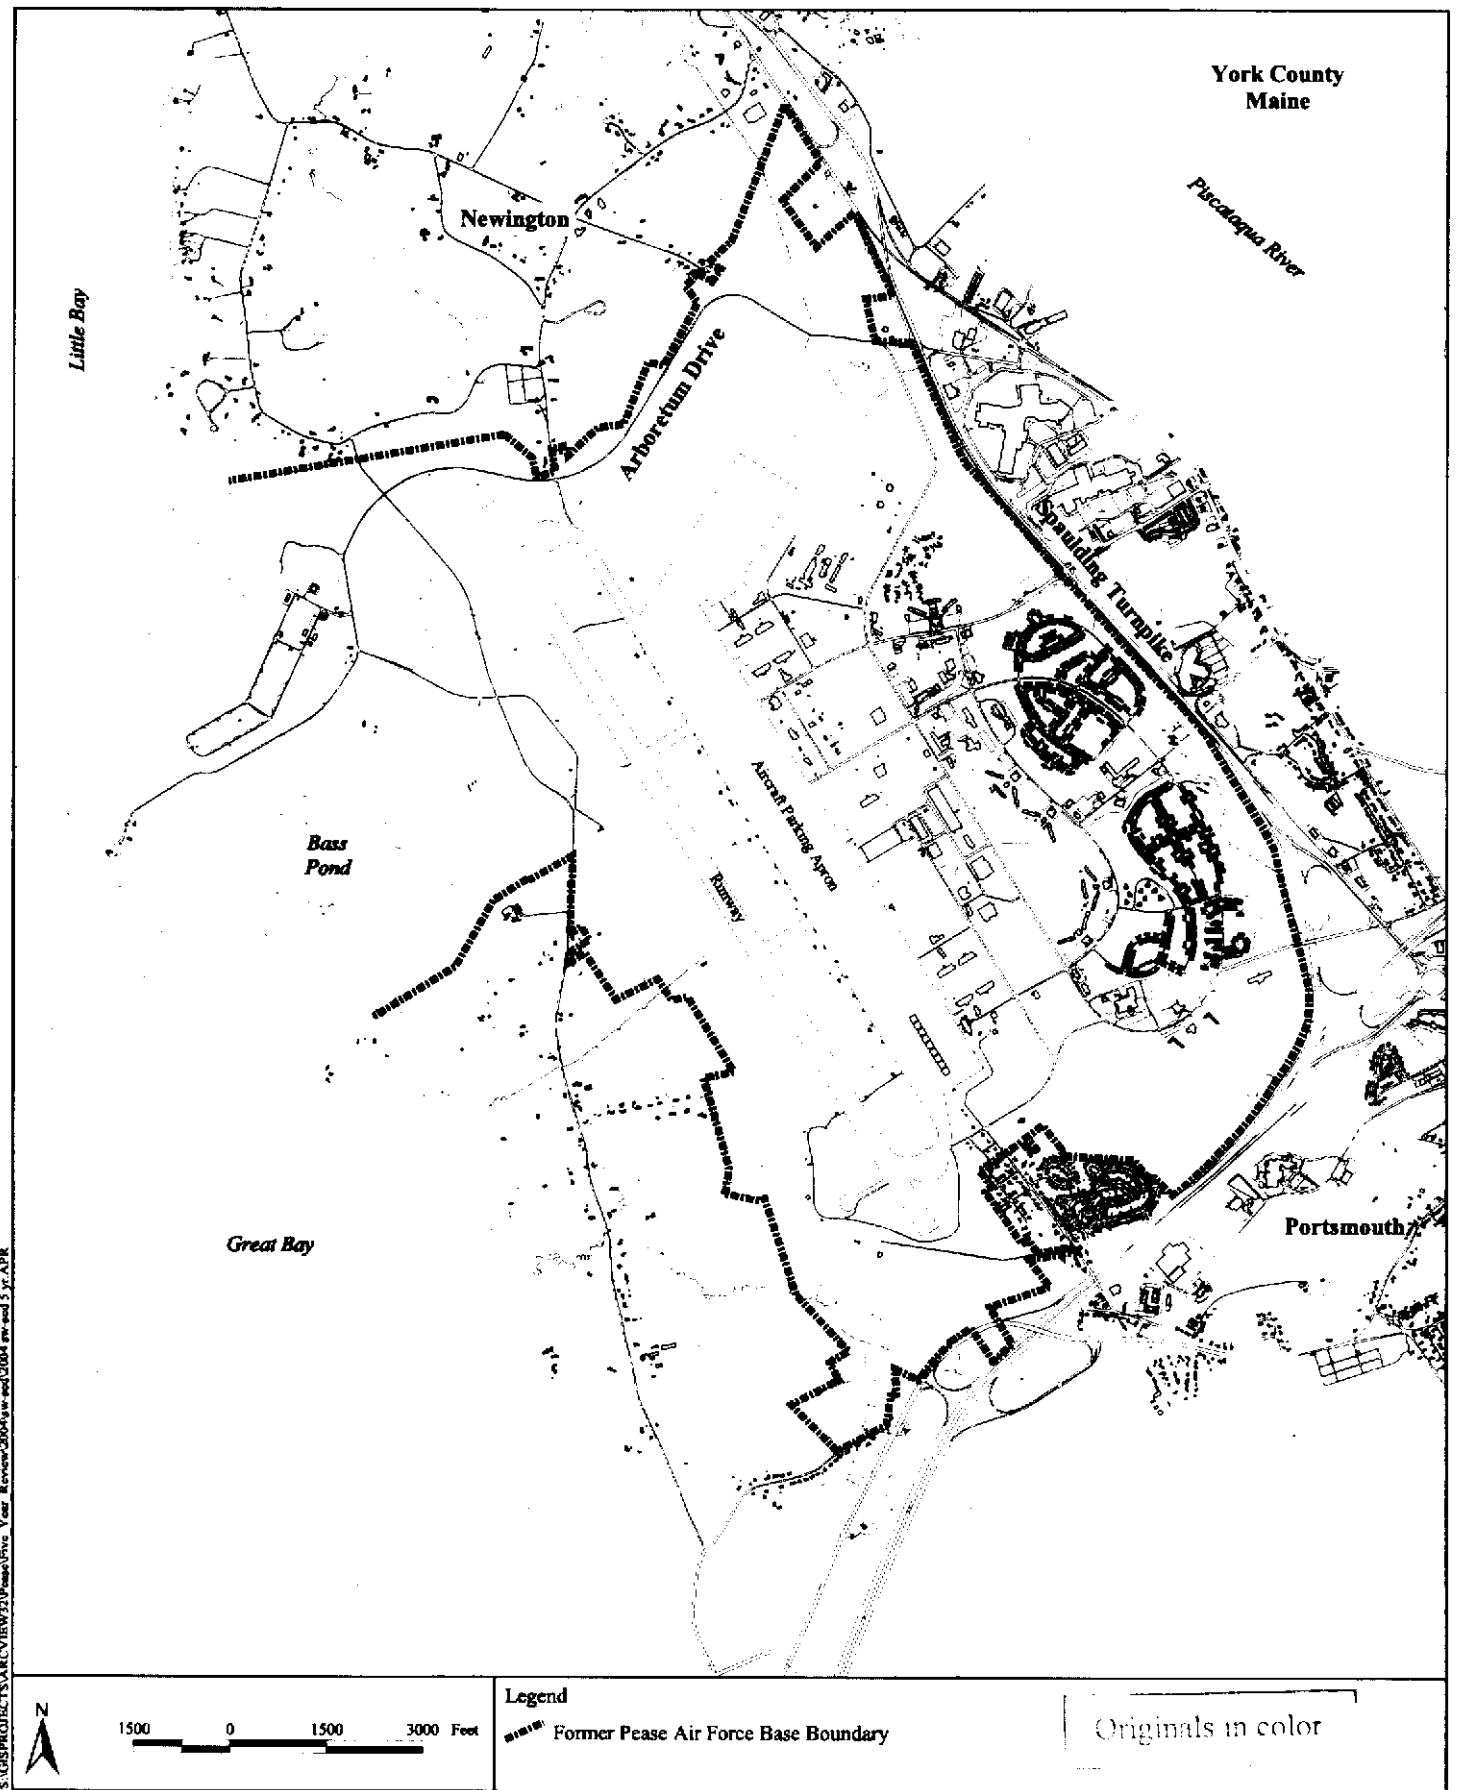 York County
Maine
Piscataqua River
Newington
Little Bay
Arboretum Drive
Spaulding Turnpike
Aircraft Parking Apron
Runway
Bass
Pond
Great Bay
Portsmouth
N
1500 0 1500 3000 Feet
Legend
Former Pease Air Force Base Boundary
Originals in color